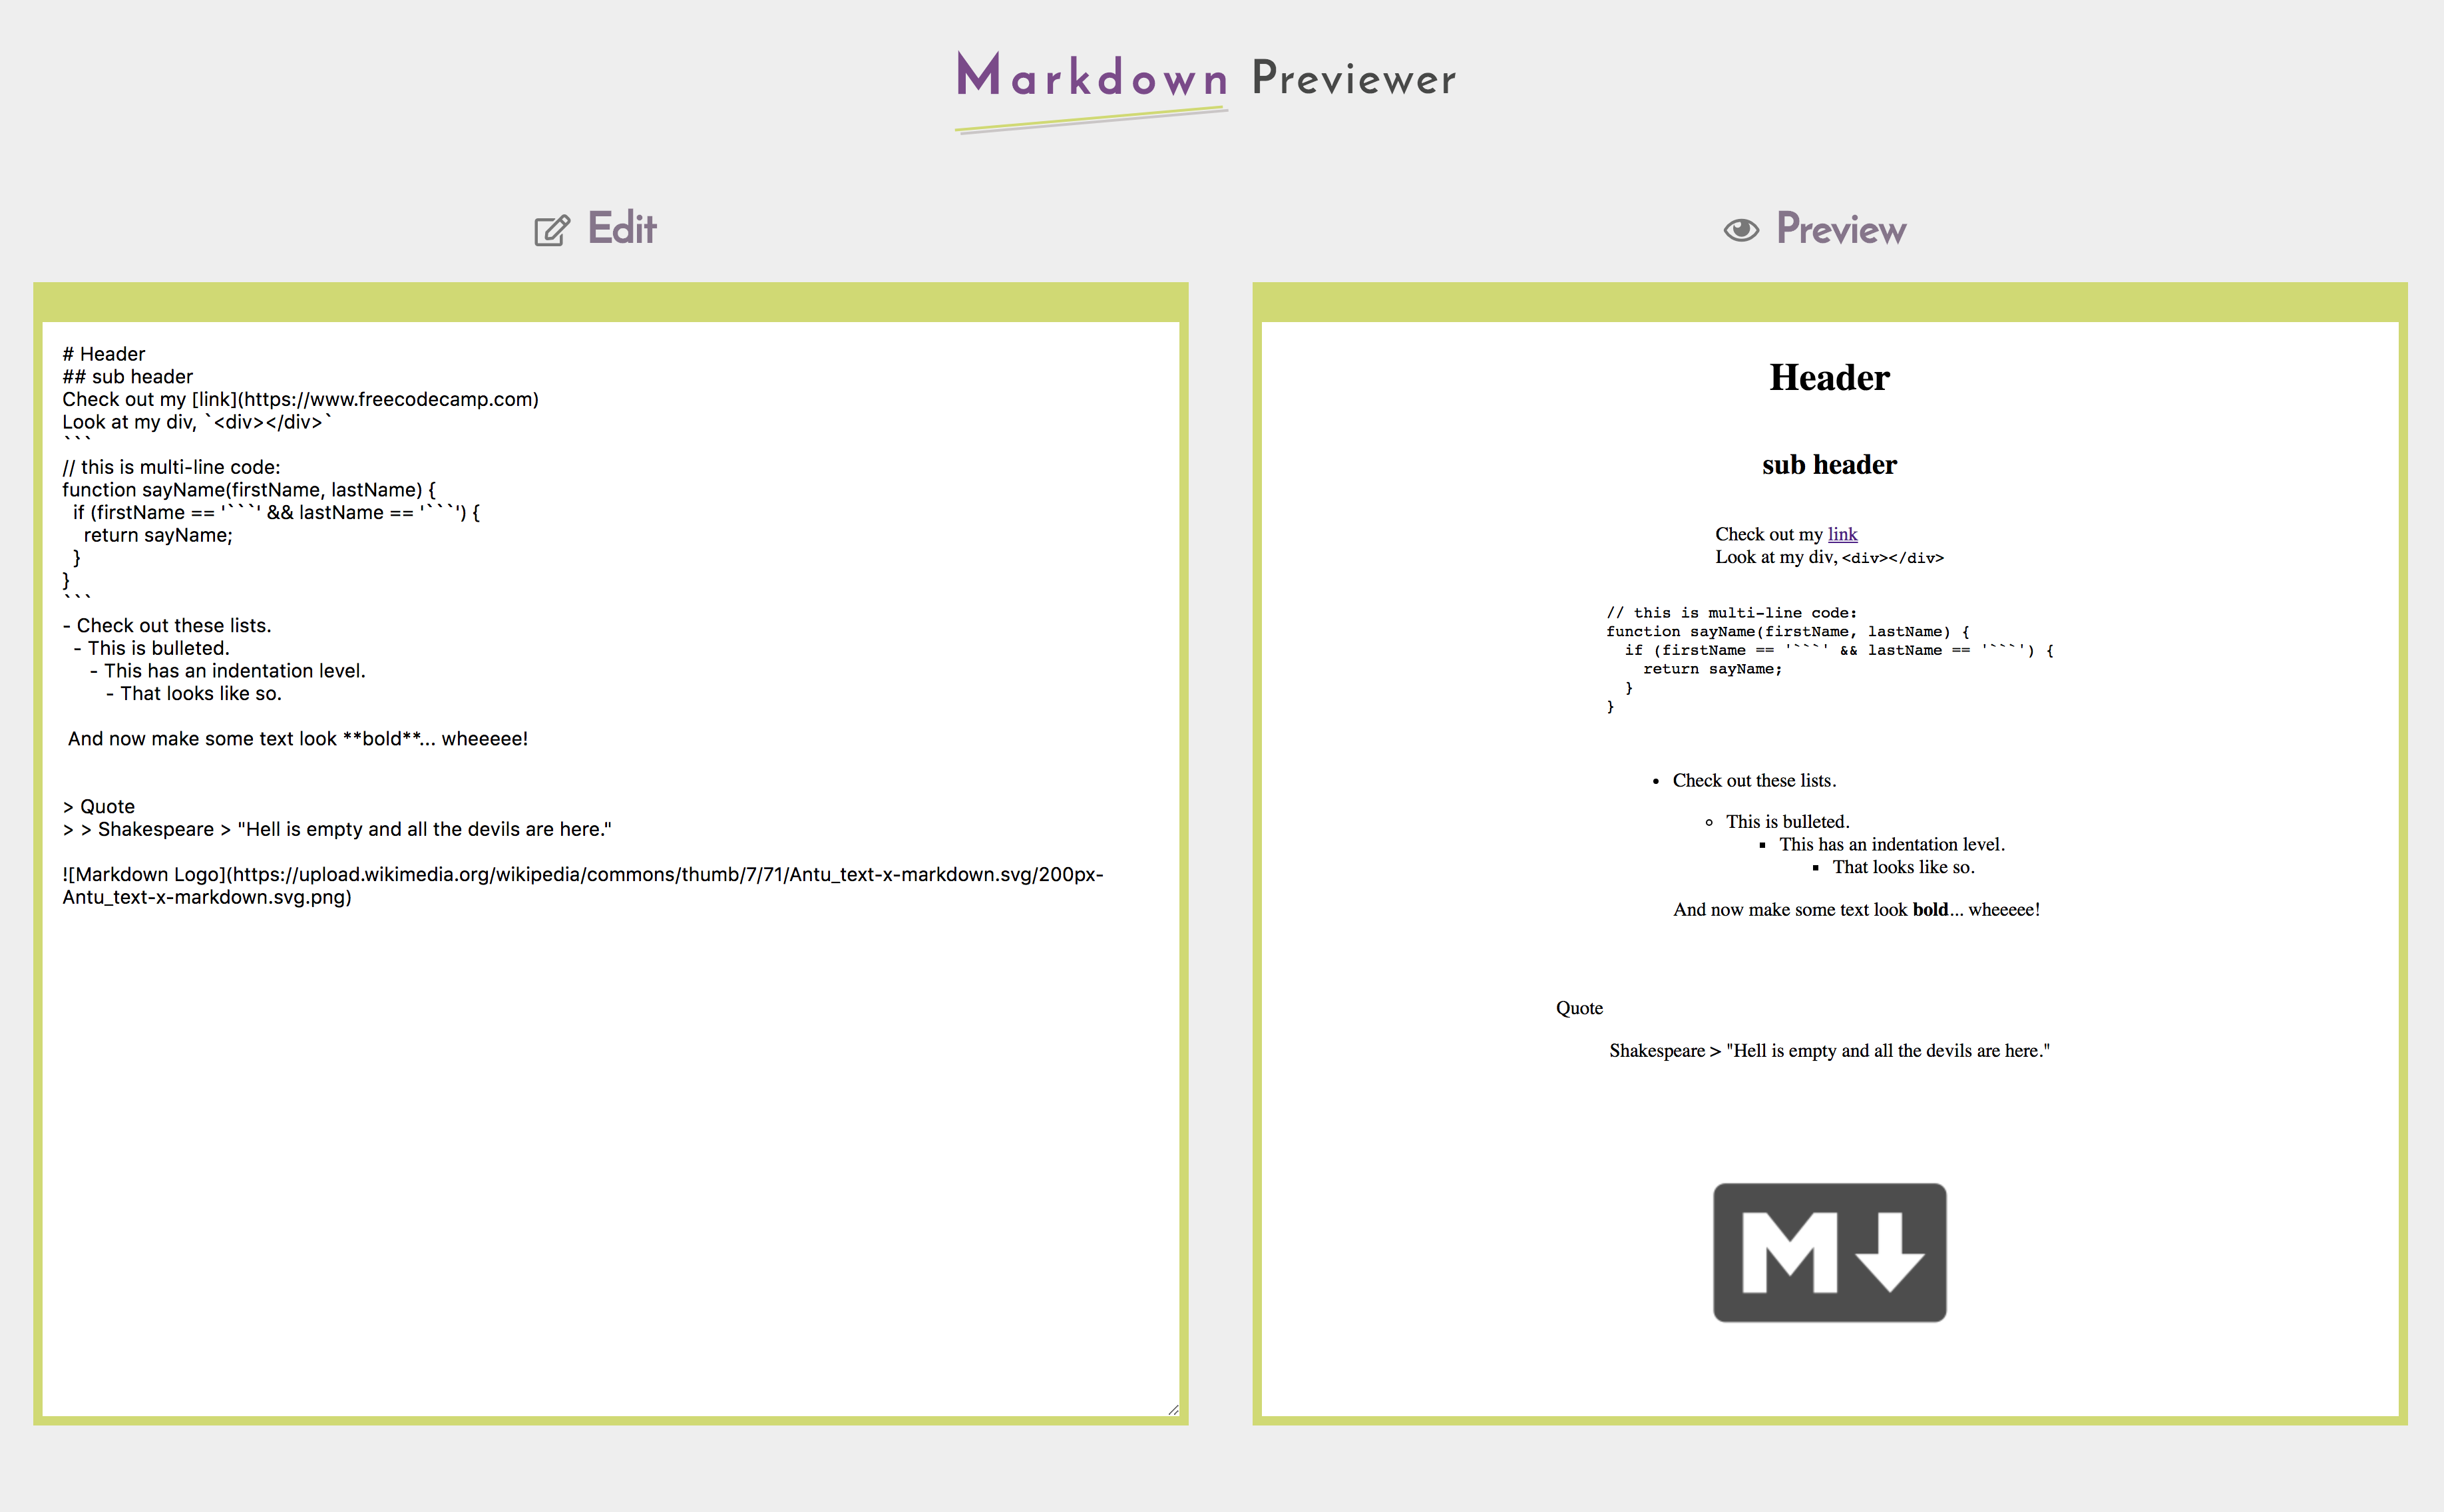 Markdown Previewer
Edit
# Header
## sub header
Check out my [link](https://www.freecodecamp.com)
Look at my div, `<div></div>`
```
// this is multi-line code:
function sayName(firstName, lastName) {
  if (firstName == '```' && lastName == '```') {
    return sayName;
  }
}
```
- Check out these lists.
  - This is bulleted.
     - This has an indentation level.
        - That looks like so.
 And now make some text look **bold**... wheeeee!
> Quote
> > Shakespeare > "Hell is empty and all the devils are here."
![Markdown Logo](https://upload.wikimedia.org/wikipedia/commons/thumb/7/71/Antu_text-x-markdown.svg/200px-
Antu_text-x-markdown.svg.png)
Preview
Header
sub header
Check out my link
Look at my div, <div></div>
// this is multi-line code:
function sayName(firstName, lastName) {
  if (firstName == '```' && lastName == '```') {
    return sayName;
  }
}
• Check out these lists.
◦ This is bulleted.
▪ This has an indentation level.
▪ That looks like so.
And now make some text look bold... wheeeee!
Quote
Shakespeare > "Hell is empty and all the devils are here."
M